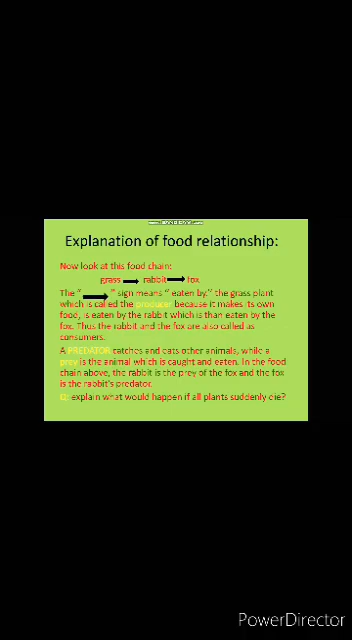 Explanation of food relationship:
Now look at this food chain:
grass → rabbit → fox.
The “ → ” sign means “ eaten by.” the grass plant
which is called the producer because it makes its own
food, is eaten by the rabbit which is than eaten by the
fox. Thus the rabbit and the fox are also called as
consumers.
A PREDATOR catches and eats other animals, while a
prey is the animal which is caught and eaten. In the food
chain above, the rabbit is the prey of the fox and the fox
is the rabbit's predator.
Q) explain what would happen if all plants suddenly die?
PowerDirector